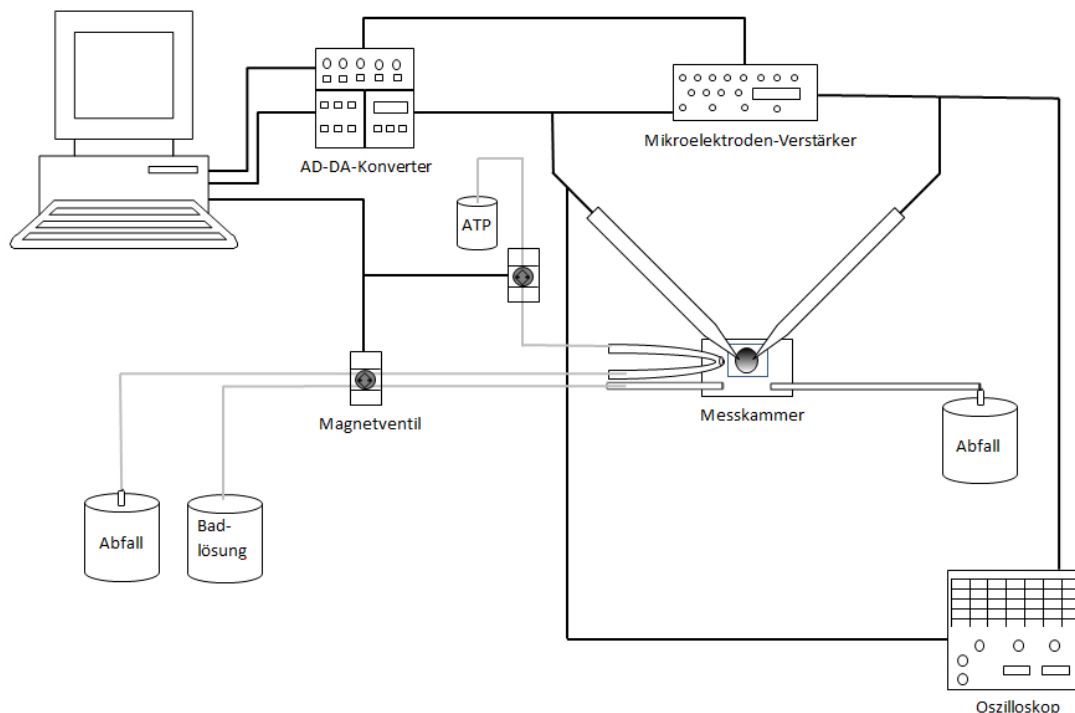 AD-DA-Konverter
Mikroelektroden-Verstärker
ATP
Magnetventil
Messkammer
Abfall
Abfall
Bad-
lösung
Oszilloskop